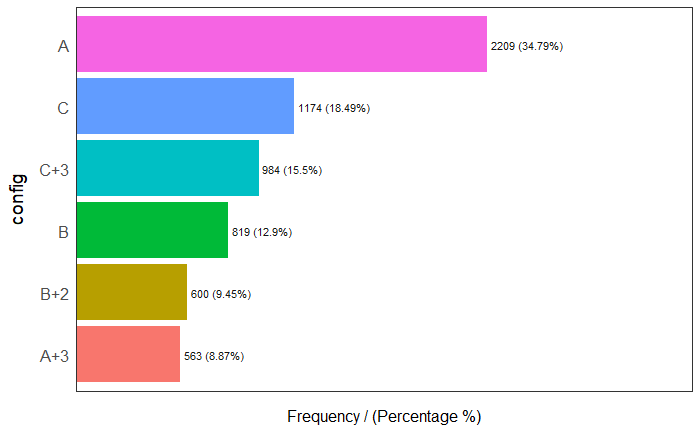 A
2209 (34.79%)
C
1174 (18.49%)
C+3
984 (15.5%)
B
819 (12.9%)
B+2
600 (9.45%)
A+3
563 (8.87%)
config
Frequency / (Percentage %)